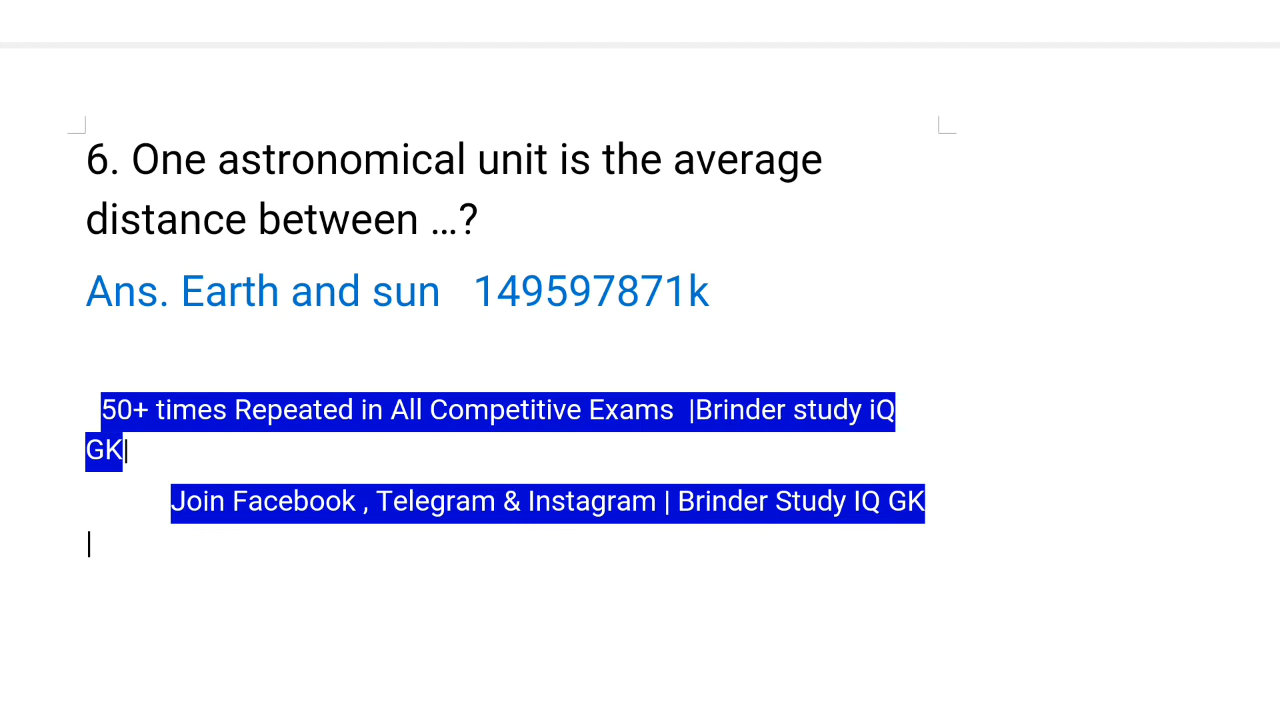 6. One astronomical unit is the average
distance between ...?
Ans. Earth and sun 149597871k
50+ times Repeated in All Competitive Exams |Brinder study iQ
GK|
Join Facebook , Telegram & Instagram | Brinder Study IQ GK
|